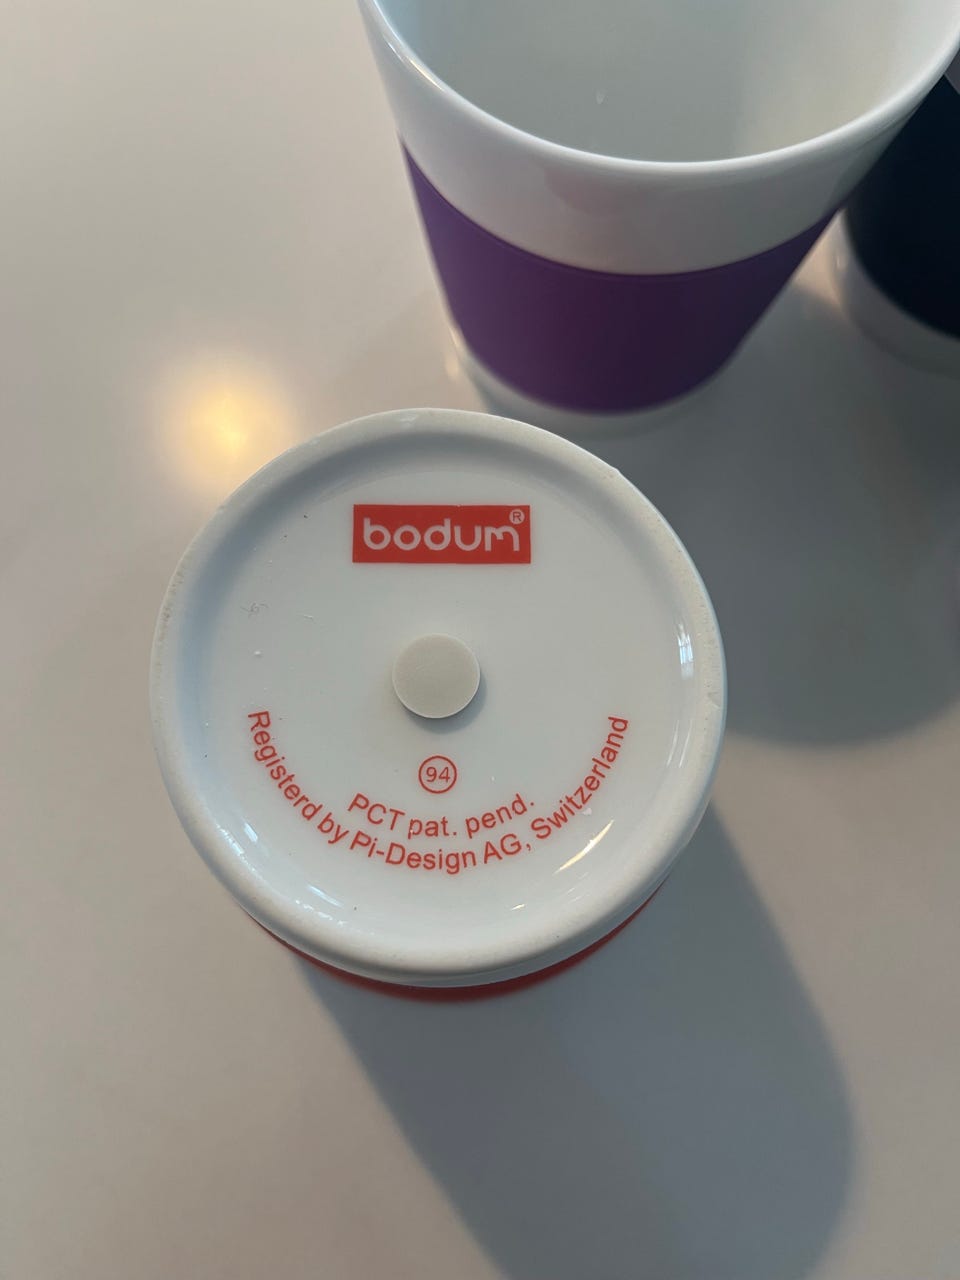 bodum®
94
PCT pat. pend.
Registerd by Pi-Design AG, Switzerland